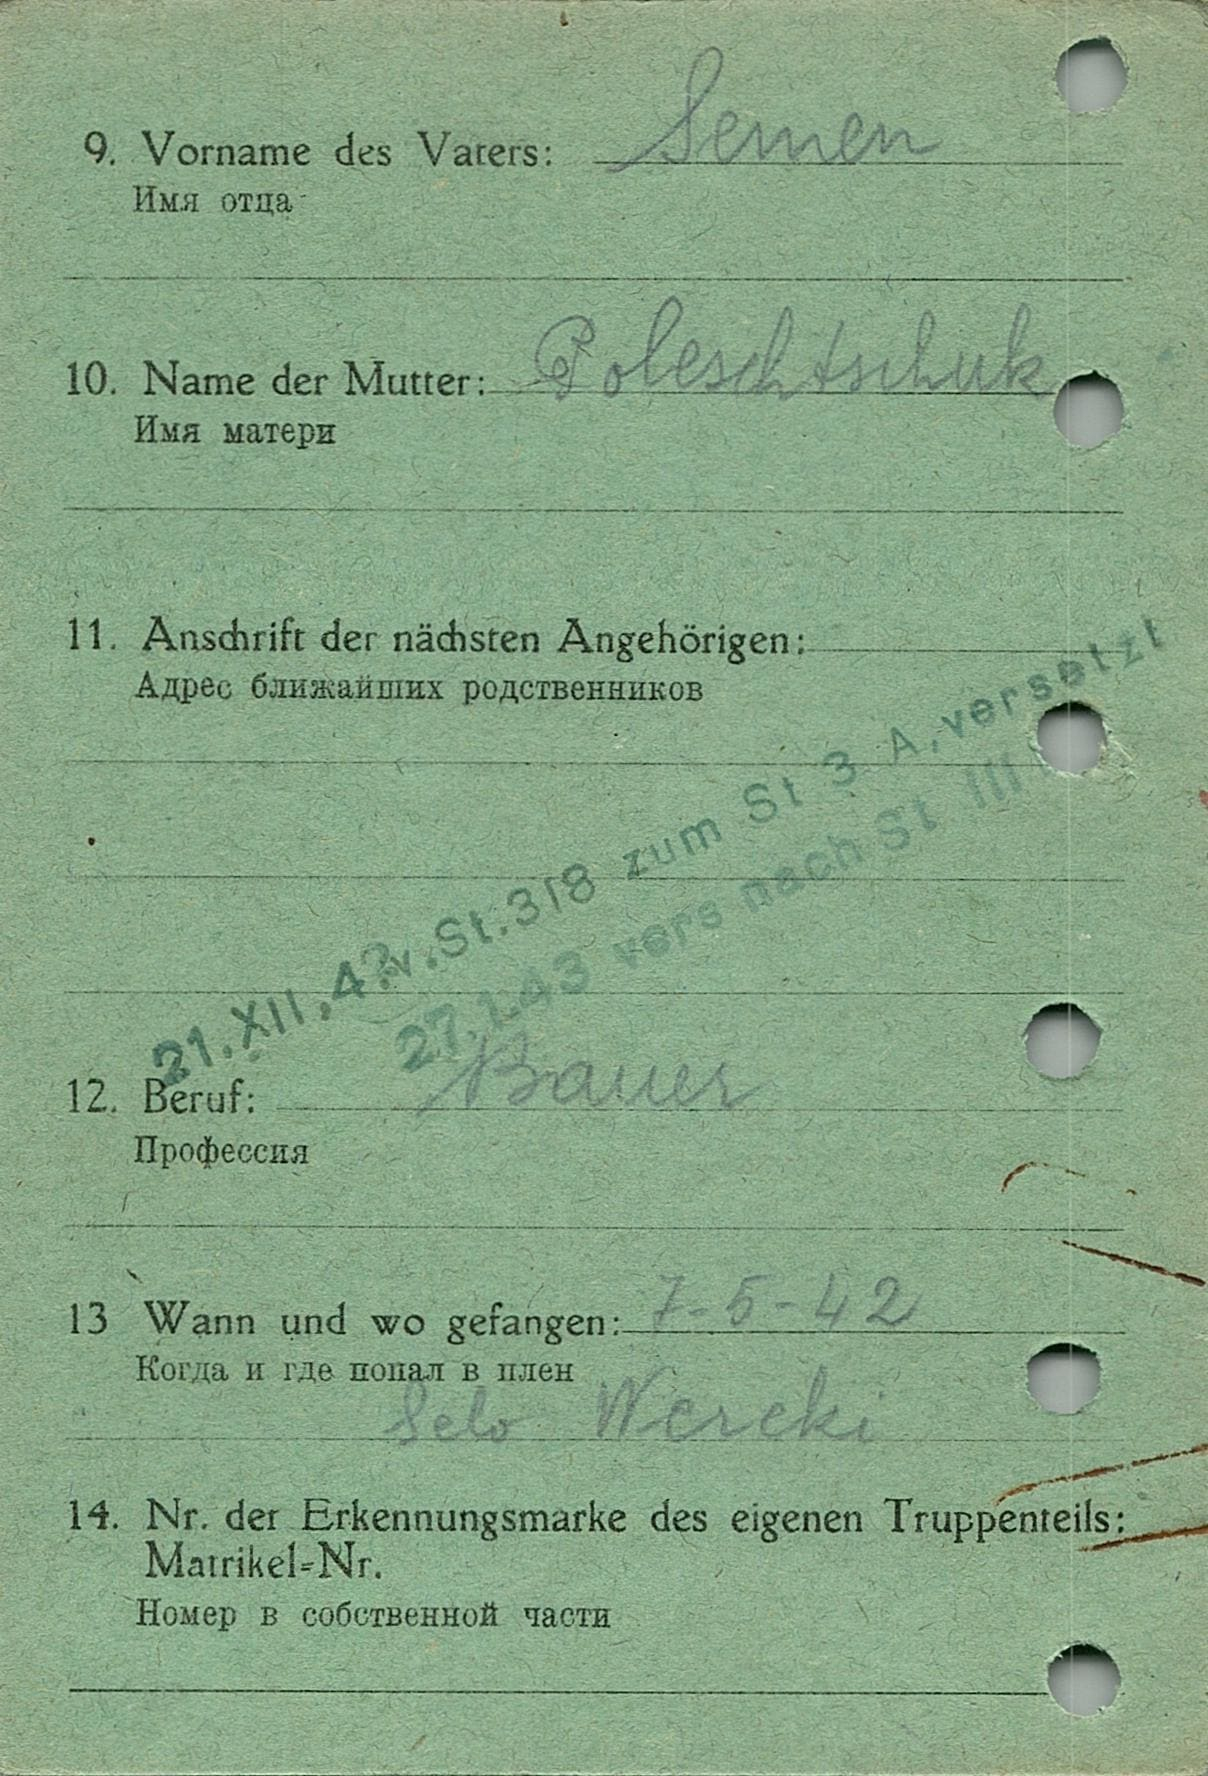 9. Vorname des Vaters: Semen
Имя отца
10. Name der Mutter: Poleschtschuk
Имя матери
11. Anschrift der nächsten Angehörigen:
Адрес ближайших родственников
21.XII.42 v. St. 318 zum St 3 A. versetzt
27.1.43 vers nach St III
12. Beruf: Bauer
Профессия
13 Wann und wo gefangen: 7-5-42
Когда и где попал в плен
Selo Wercki
14. Nr. der Erkennungsmarke des eigenen Truppenteils:
Matrikel-Nr.
Номер в собственной части